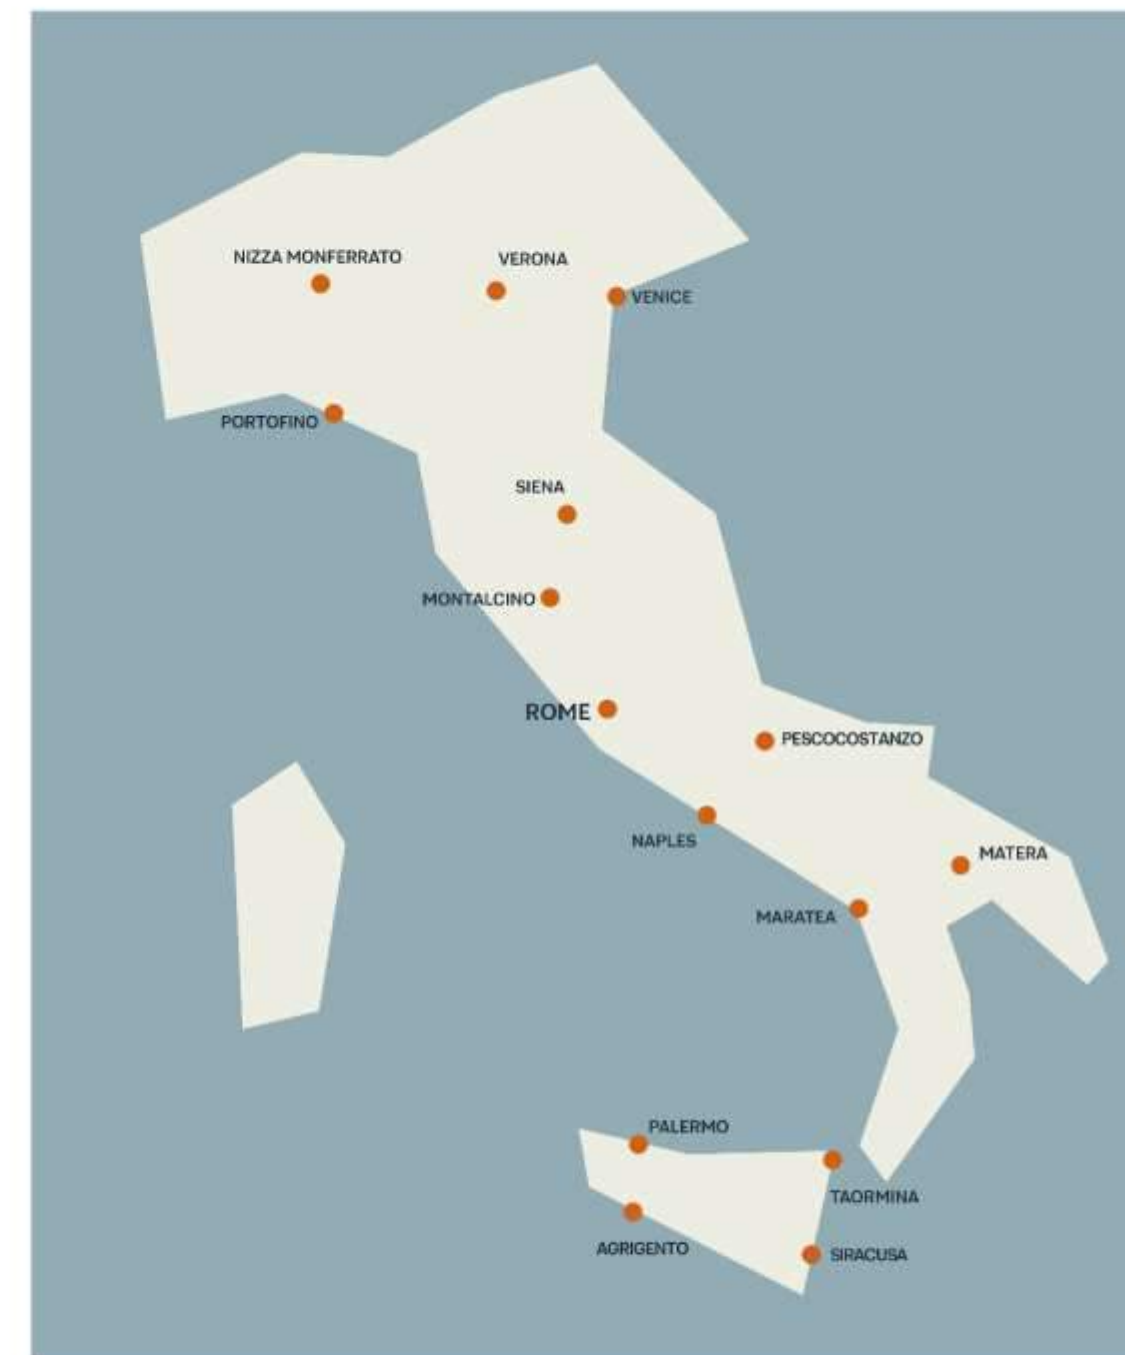 NIZZA MONFERRATO
VERONA
VENICE
PORTOFINO
SIENA
MONTALCINO
ROME
PESCOCOSTANZO
NAPLES
MATERA
MARATEA
PALERMO
TAORMINA
AGRIGENTO
SIRACUSA